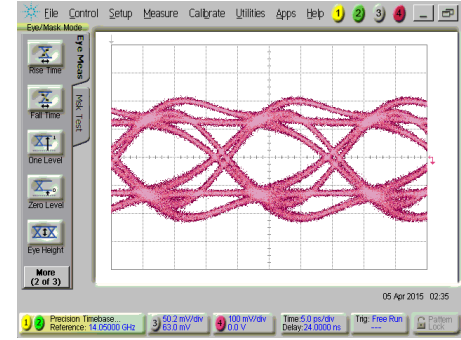 File Control Setup Measure Calibrate Utilities Apps Help 1 2 3 4
Eye/Mask Mode
Eye Meas
Mask Test
Rise Time
Fall Time
One Level
Zero Level
Eye Height
More
(2 of 3)
05 Apr 2015 02:35
1 2 Precision Timebase...
Reference: 14.05000 GHz
3 50.2 mV/div
63.0 mV
4 100 mV/div
0.0 V
Time:5.0 ps/div
Delay:24.0000 ns
Trig: Free Run
---
Pattern
Lock